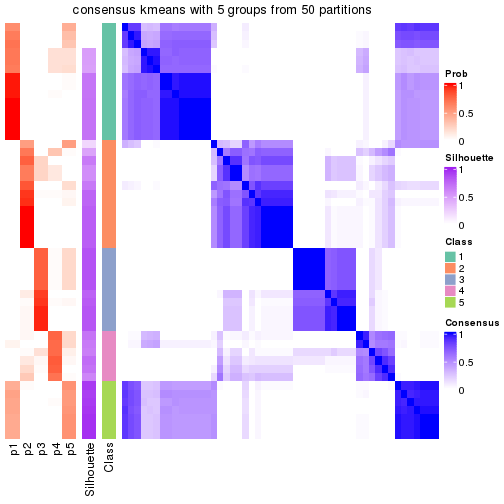 consensus kmeans with 5 groups from 50 partitions
Prob
1
0.5
0
Silhouette
1
0.5
0
Class
1
2
3
4
5
Consensus
1
0.5
0
p1
p2
p3
p4
p5
Silhouette
Class